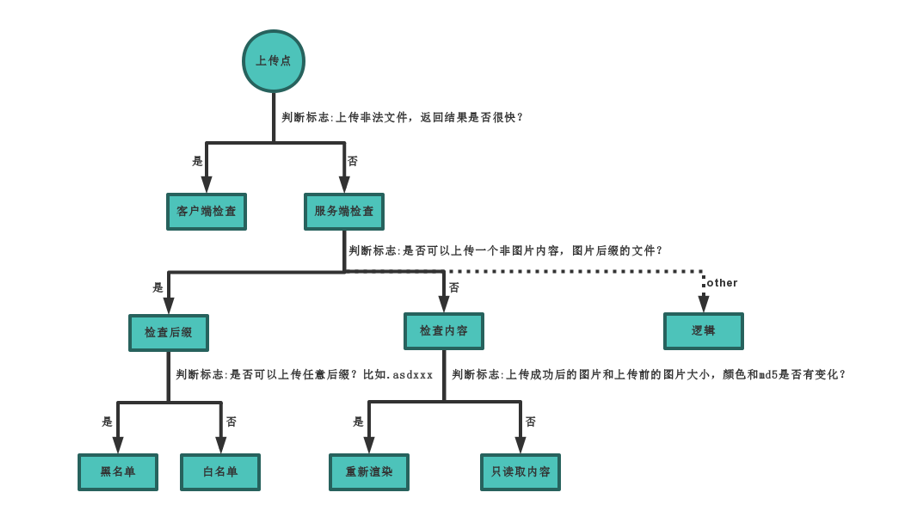 上传点
判断标志:上传非法文件，返回结果是否很快?
是
否
客户端检查
服务端检查
判断标志:是否可以上传一个非图片内容，图片后缀的文件?
是
否
other
检查后缀
检查内容
逻辑
判断标志:是否可以上传任意后缀? 比如.asdxxx
判断标志:上传成功后的图片和上传前的图片大小，颜色和md5是否有变化?
是
否
是
否
黑名单
白名单
重新渲染
只读取内容